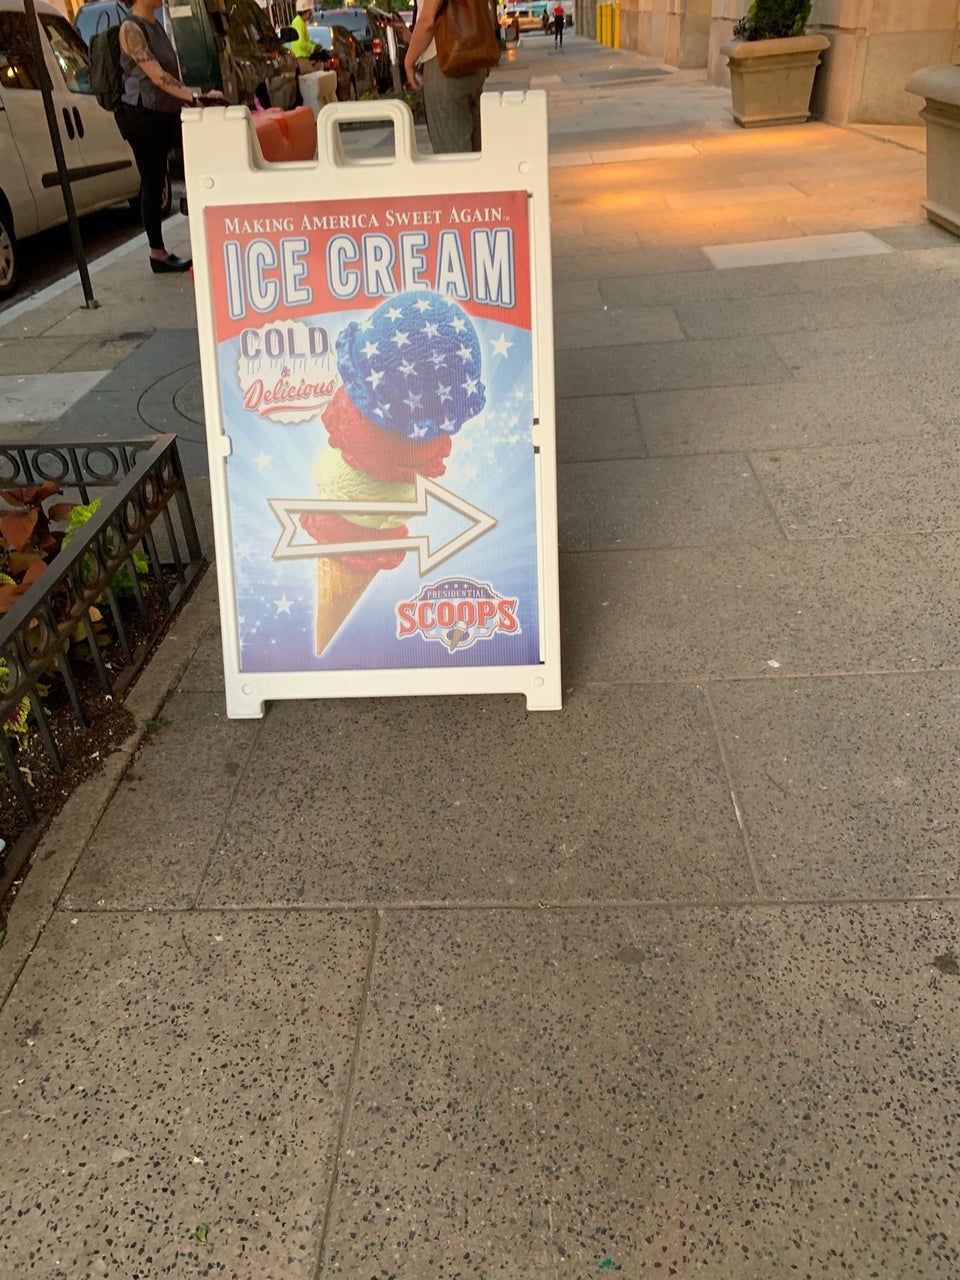 MAKING AMERICA SWEET AGAIN™
ICE CREAM
COLD
&
Delicious
PRESIDENTIAL
SCOOPS